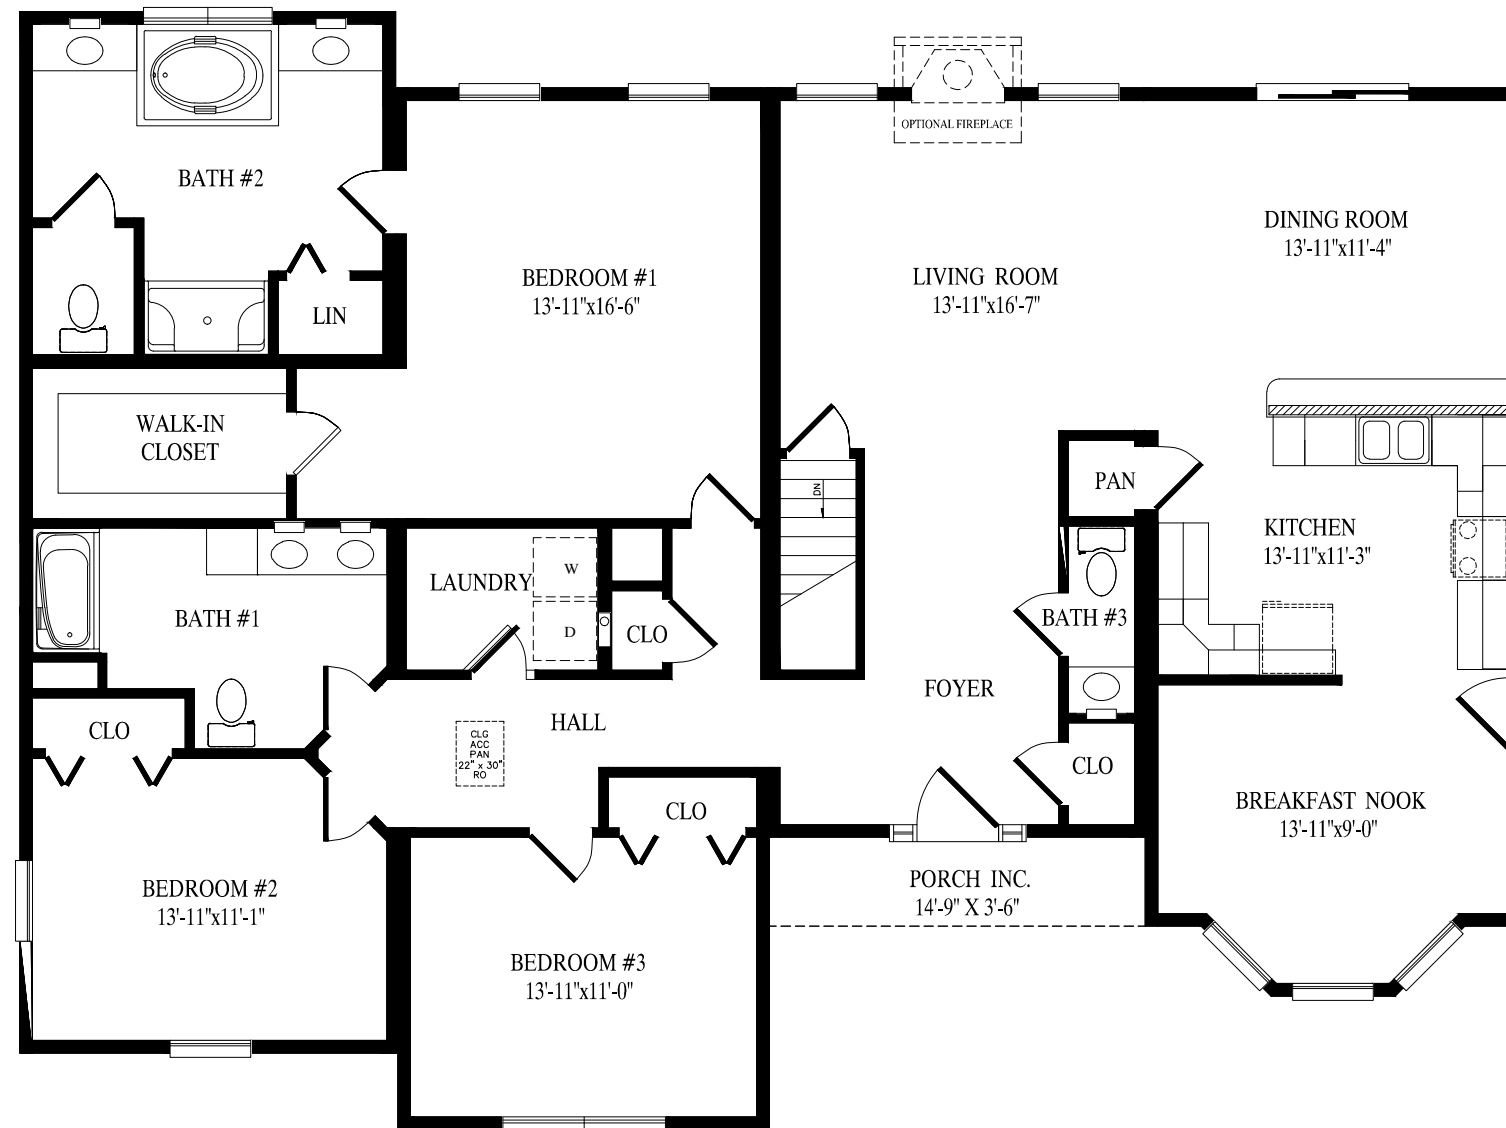 OPTIONAL FIREPLACE
BATH #2
DINING ROOM
13'-11"x11'-4"
BEDROOM #1
13'-11"x16'-6"
LIVING ROOM
13'-11"x16'-7"
LIN
WALK-IN
CLOSET
PAN
DN
KITCHEN
13'-11"x11'-3"
LAUNDRY
W
D
BATH #1
CLO
BATH #3
FOYER
CLO
HALL
CLG
ACC
PAN
22" x 30"
RO
CLO
CLO
BREAKFAST NOOK
13'-11"x9'-0"
BEDROOM #2
13'-11"x11'-1"
PORCH INC.
14'-9" X 3'-6"
BEDROOM #3
13'-11"x11'-0"